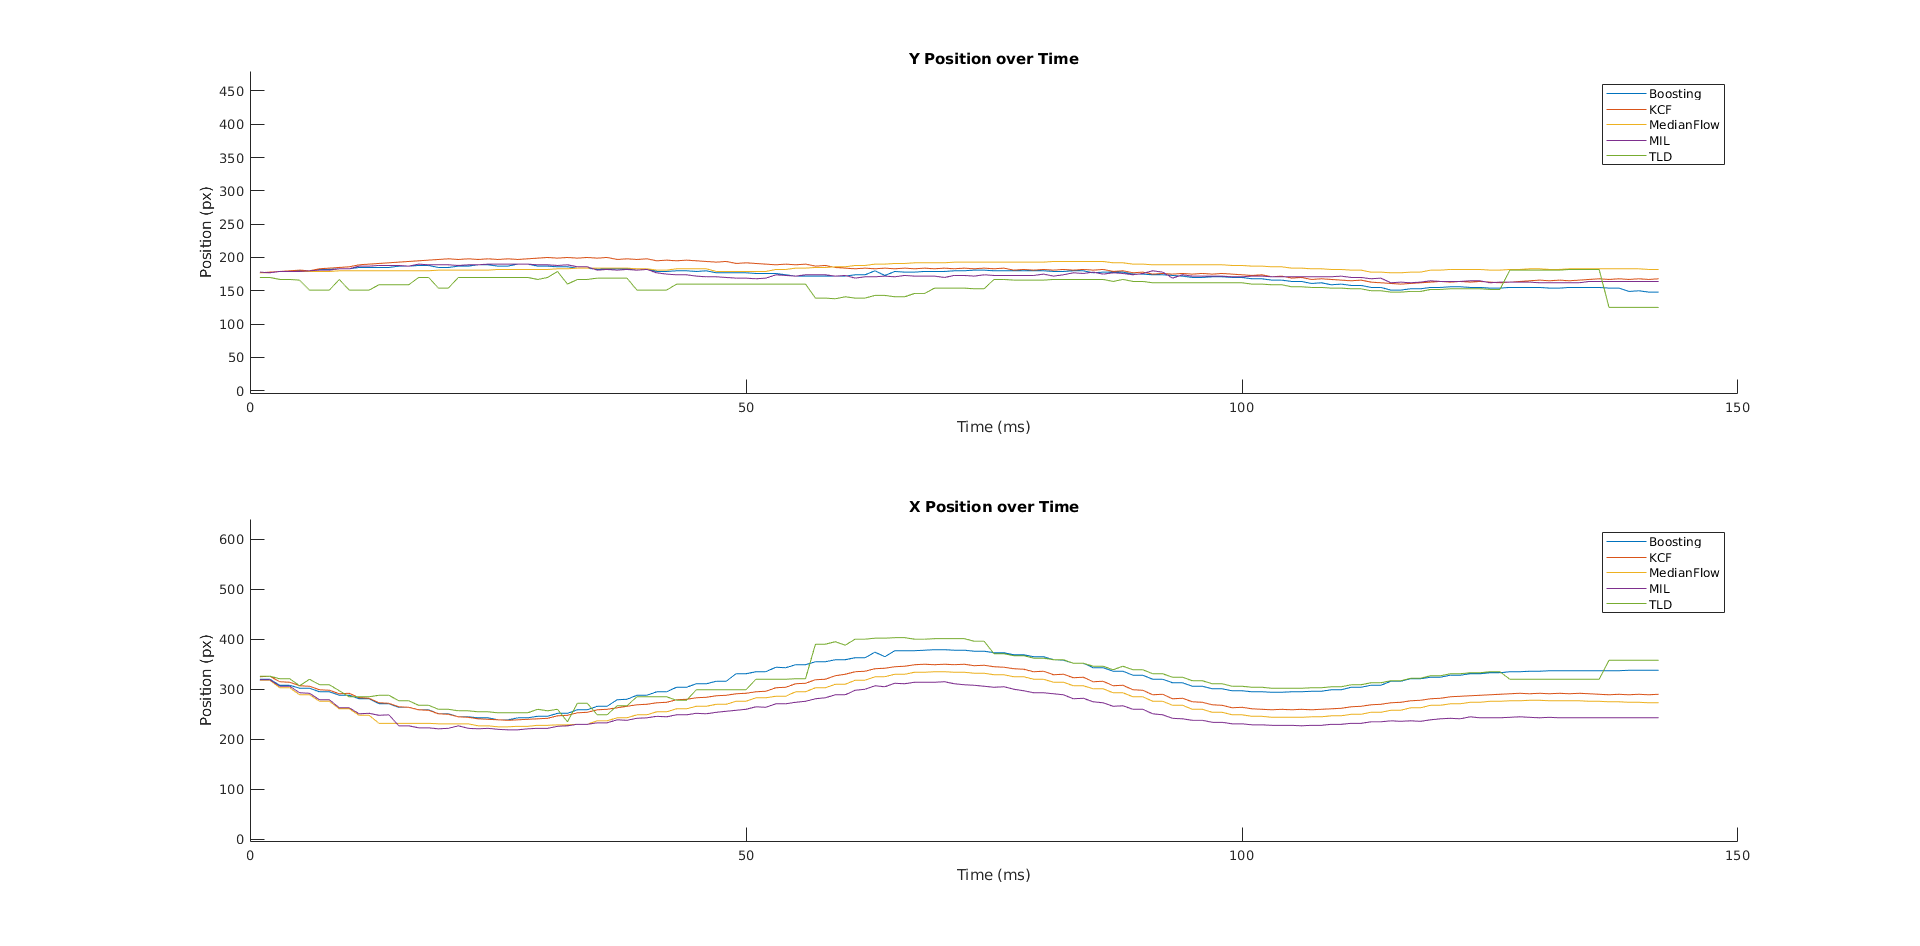 Y Position over Time
450
400
350
300
250
200
150
100
50
0
Position (px)
0 50 100 150
Time (ms)
Boosting
KCF
MedianFlow
MIL
TLD
X Position over Time
600
500
400
300
200
100
0
Position (px)
0 50 100 150
Time (ms)
Boosting
KCF
MedianFlow
MIL
TLD